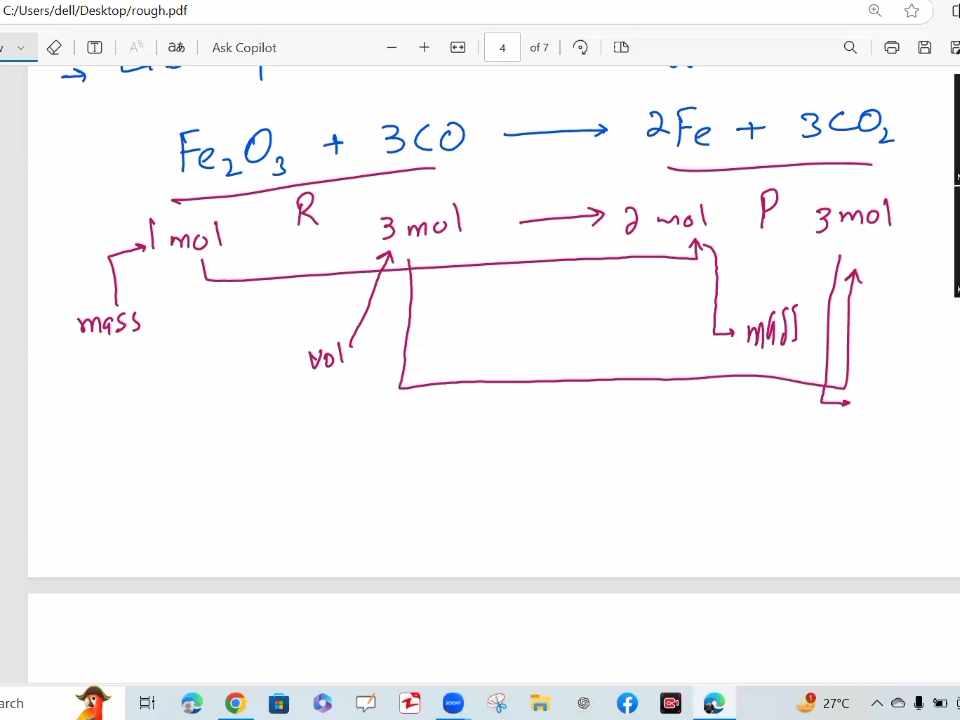 C:/Users/dell/Desktop/rough.pdf
Ask Copilot
4 of 7
Fe2O3 + 3CO → 2Fe + 3CO2
R P
1 mol 3 mol → 2 mol 3 mol
mass vol mass
arch
zoom
27°C